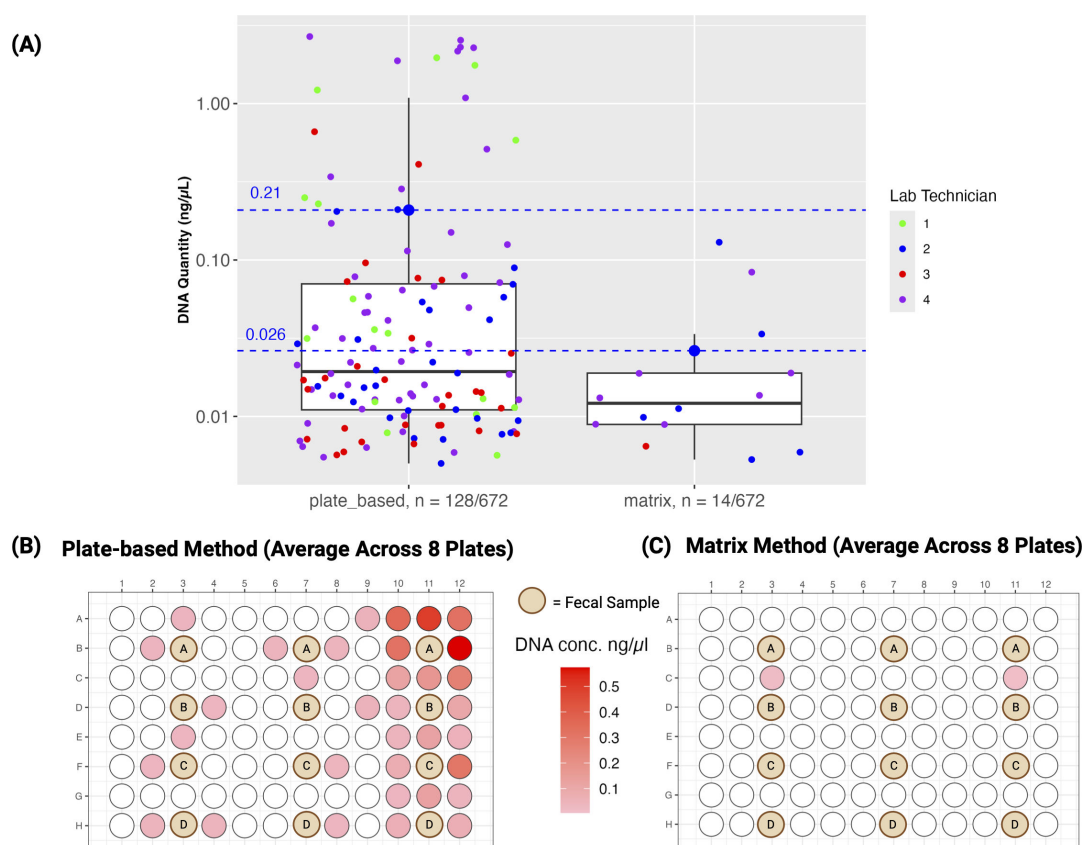 (A)
DNA Quantity (ng/µL)
1.00
0.10
0.01
0.21
0.026
plate_based, n = 128/672
matrix, n = 14/672
Lab Technician
1
2
3
4
(B) Plate-based Method (Average Across 8 Plates)
1 2 3 4 5 6 7 8 9 10 11 12
A
B A A A
C
D B B B
E
F C C C
G
H D D D
= Fecal Sample
DNA conc. ng/µl
0.5
0.4
0.3
0.2
0.1
(C) Matrix Method (Average Across 8 Plates)
1 2 3 4 5 6 7 8 9 10 11 12
A
B A A A
C
D B B B
E
F C C C
G
H D D D